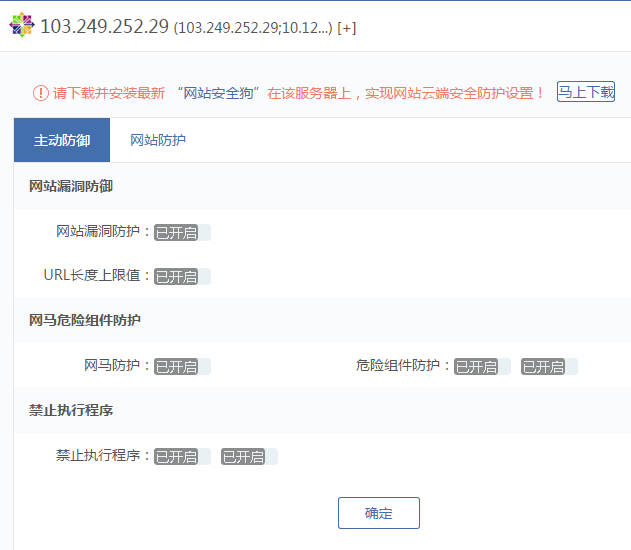 103.249.252.29 (103.249.252.29;10.12...) [+]
请下载并安装最新 “网站安全狗” 在该服务器上，实现网站云端安全防护设置！ 马上下载
主动防御 网站防护
网站漏洞防御
网站漏洞防护：已开启
URL长度上限值：已开启
网马危险组件防护
网马防护：已开启 危险组件防护：已开启 已开启
禁止执行程序
禁止执行程序：已开启 已开启
确定